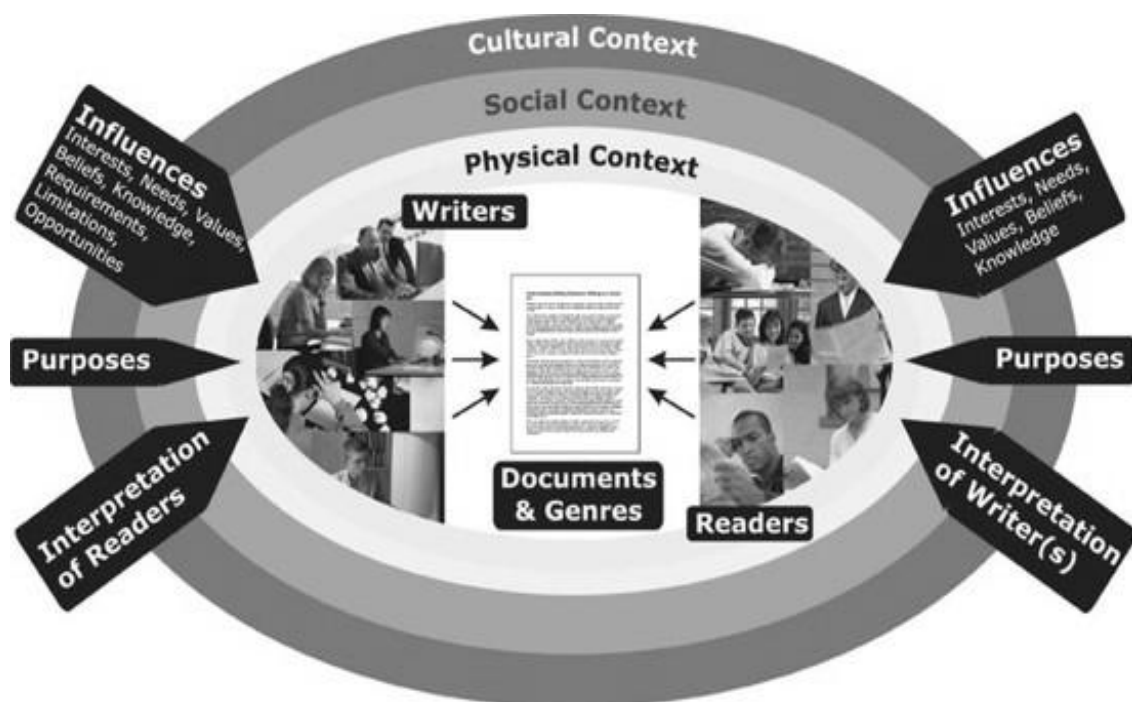 Cultural Context
Social Context
Physical Context
Influences
Interests, Needs, Values,
Beliefs, Knowledge,
Requirements,
Limitations,
Opportunities
Purposes
Interpretation
of Readers
Writers
Documents
& Genres
Readers
Influences
Interests, Needs,
Values, Beliefs,
Knowledge
Purposes
Interpretation
of Writer(s)